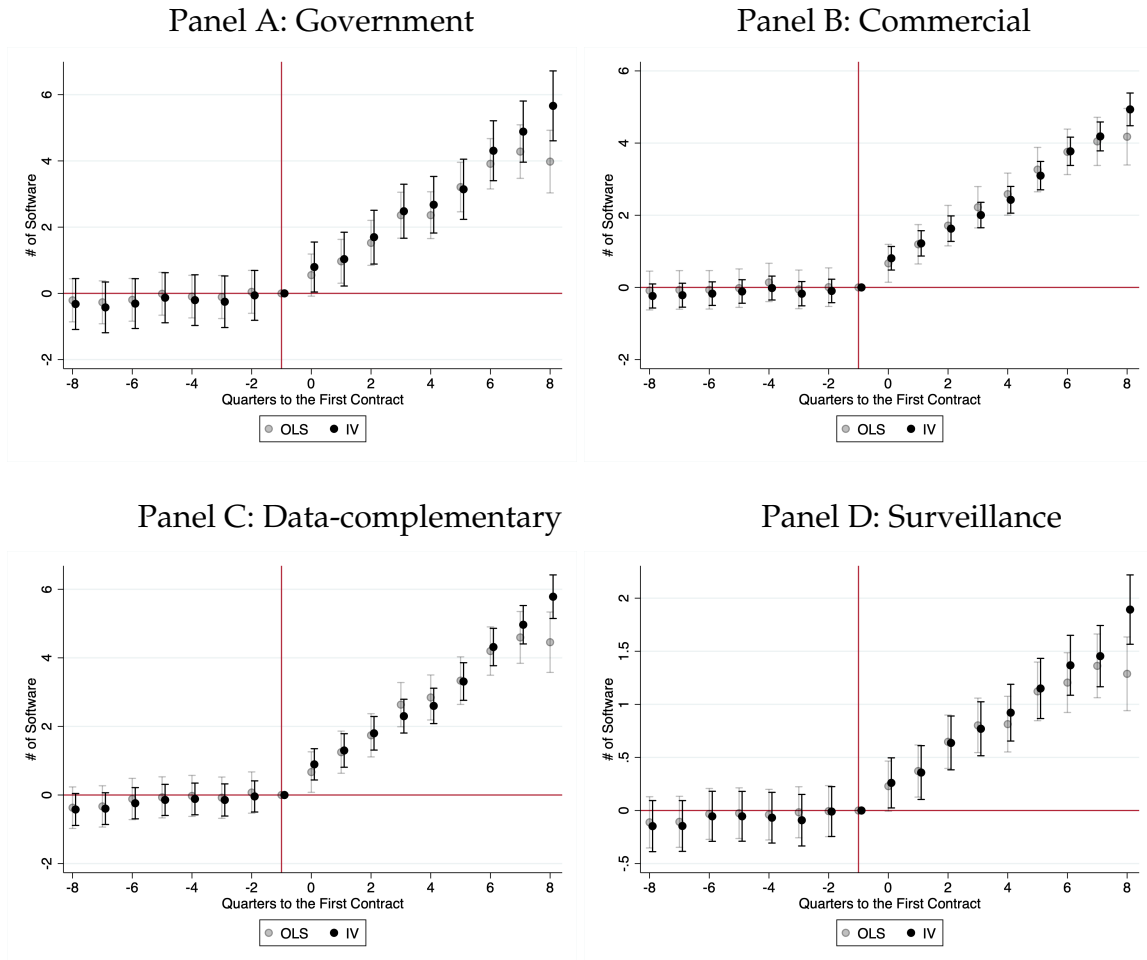 Panel A: Government
6
4
2
0
-2
# of Software
-8 -6 -4 -2 0 2 4 6 8
Quarters to the First Contract
OLS IV
Panel B: Commercial
6
4
2
0
-2
# of Software
-8 -6 -4 -2 0 2 4 6 8
Quarters to the First Contract
OLS IV
Panel C: Data-complementary
6
4
2
0
-2
# of Software
-8 -6 -4 -2 0 2 4 6 8
Quarters to the First Contract
OLS IV
Panel D: Surveillance
2
1.5
1
.5
0
-.5
# of Software
-8 -6 -4 -2 0 2 4 6 8
Quarters to the First Contract
OLS IV